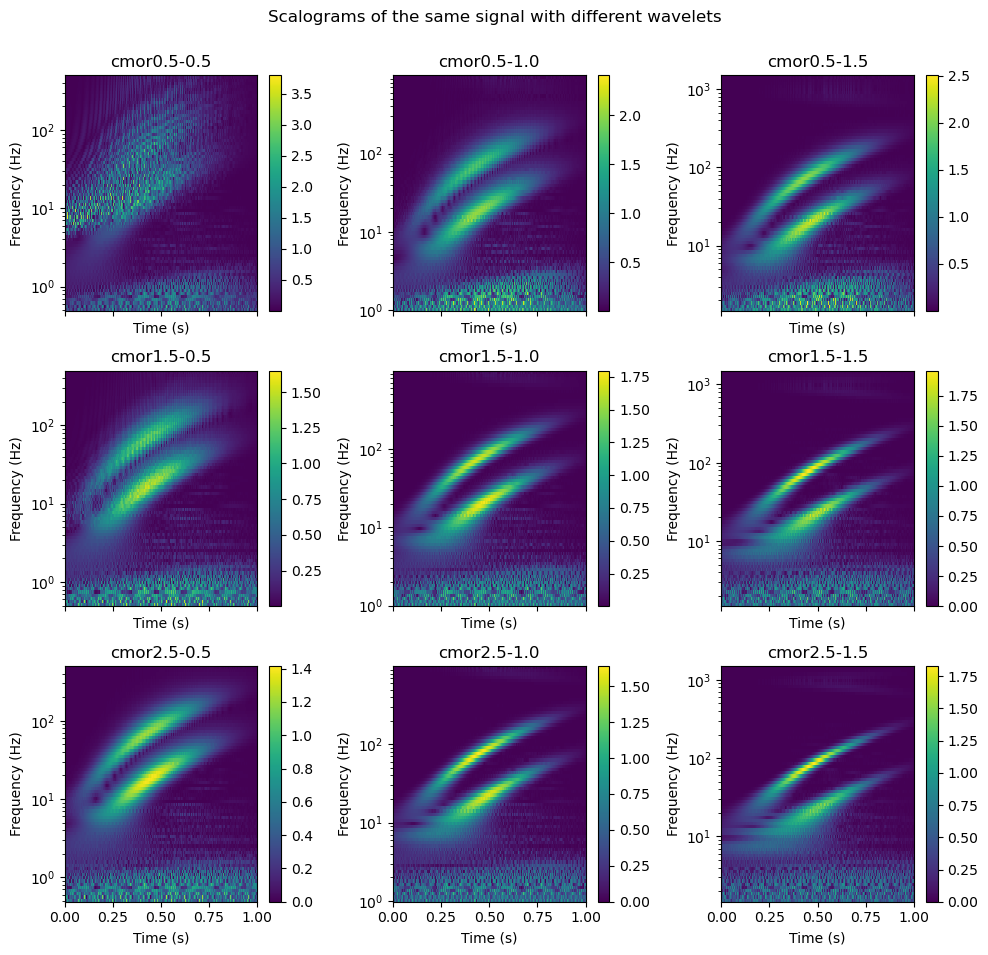 Scalograms of the same signal with different wavelets
cmor0.5-0.5
Frequency (Hz)
10²
10¹
10⁰
Time (s)
3.5
3.0
2.5
2.0
1.5
1.0
0.5
cmor0.5-1.0
Frequency (Hz)
10²
10¹
10⁰
Time (s)
2.0
1.5
1.0
0.5
cmor0.5-1.5
Frequency (Hz)
10³
10²
10¹
Time (s)
2.5
2.0
1.5
1.0
0.5
cmor1.5-0.5
Frequency (Hz)
10²
10¹
10⁰
Time (s)
1.50
1.25
1.00
0.75
0.50
0.25
cmor1.5-1.0
Frequency (Hz)
10²
10¹
10⁰
Time (s)
1.75
1.50
1.25
1.00
0.75
0.50
0.25
cmor1.5-1.5
Frequency (Hz)
10³
10²
10¹
Time (s)
1.75
1.50
1.25
1.00
0.75
0.50
0.25
0.00
cmor2.5-0.5
Frequency (Hz)
10²
10¹
10⁰
0.00 0.25 0.50 0.75 1.00
Time (s)
1.4
1.2
1.0
0.8
0.6
0.4
0.2
0.0
cmor2.5-1.0
Frequency (Hz)
10²
10¹
10⁰
0.00 0.25 0.50 0.75 1.00
Time (s)
1.50
1.25
1.00
0.75
0.50
0.25
0.00
cmor2.5-1.5
Frequency (Hz)
10³
10²
10¹
0.00 0.25 0.50 0.75 1.00
Time (s)
1.75
1.50
1.25
1.00
0.75
0.50
0.25
0.00